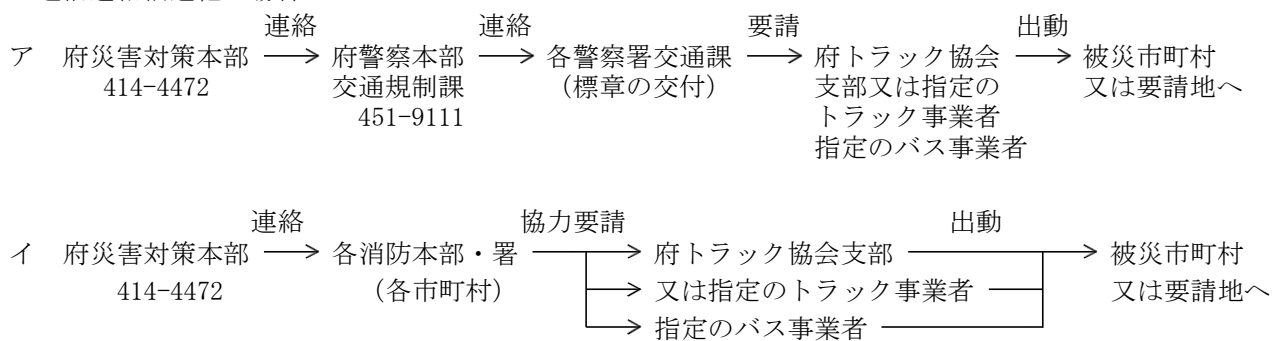 連絡 連絡 要請 出動
ア 府災害対策本部 → 府警察本部 → 各警察署交通課 → 府トラック協会 → 被災市町村
414-4472 交通規制課 (標章の交付) 支部又は指定の 又は要請地へ
451-9111 トラック事業者
指定のバス事業者
連絡 協力要請 出動
イ 府災害対策本部 → 各消防本部・署 → 府トラック協会支部 → 被災市町村
414-4472 (各市町村) → 又は指定のトラック事業者 又は要請地へ
→ 指定のバス事業者